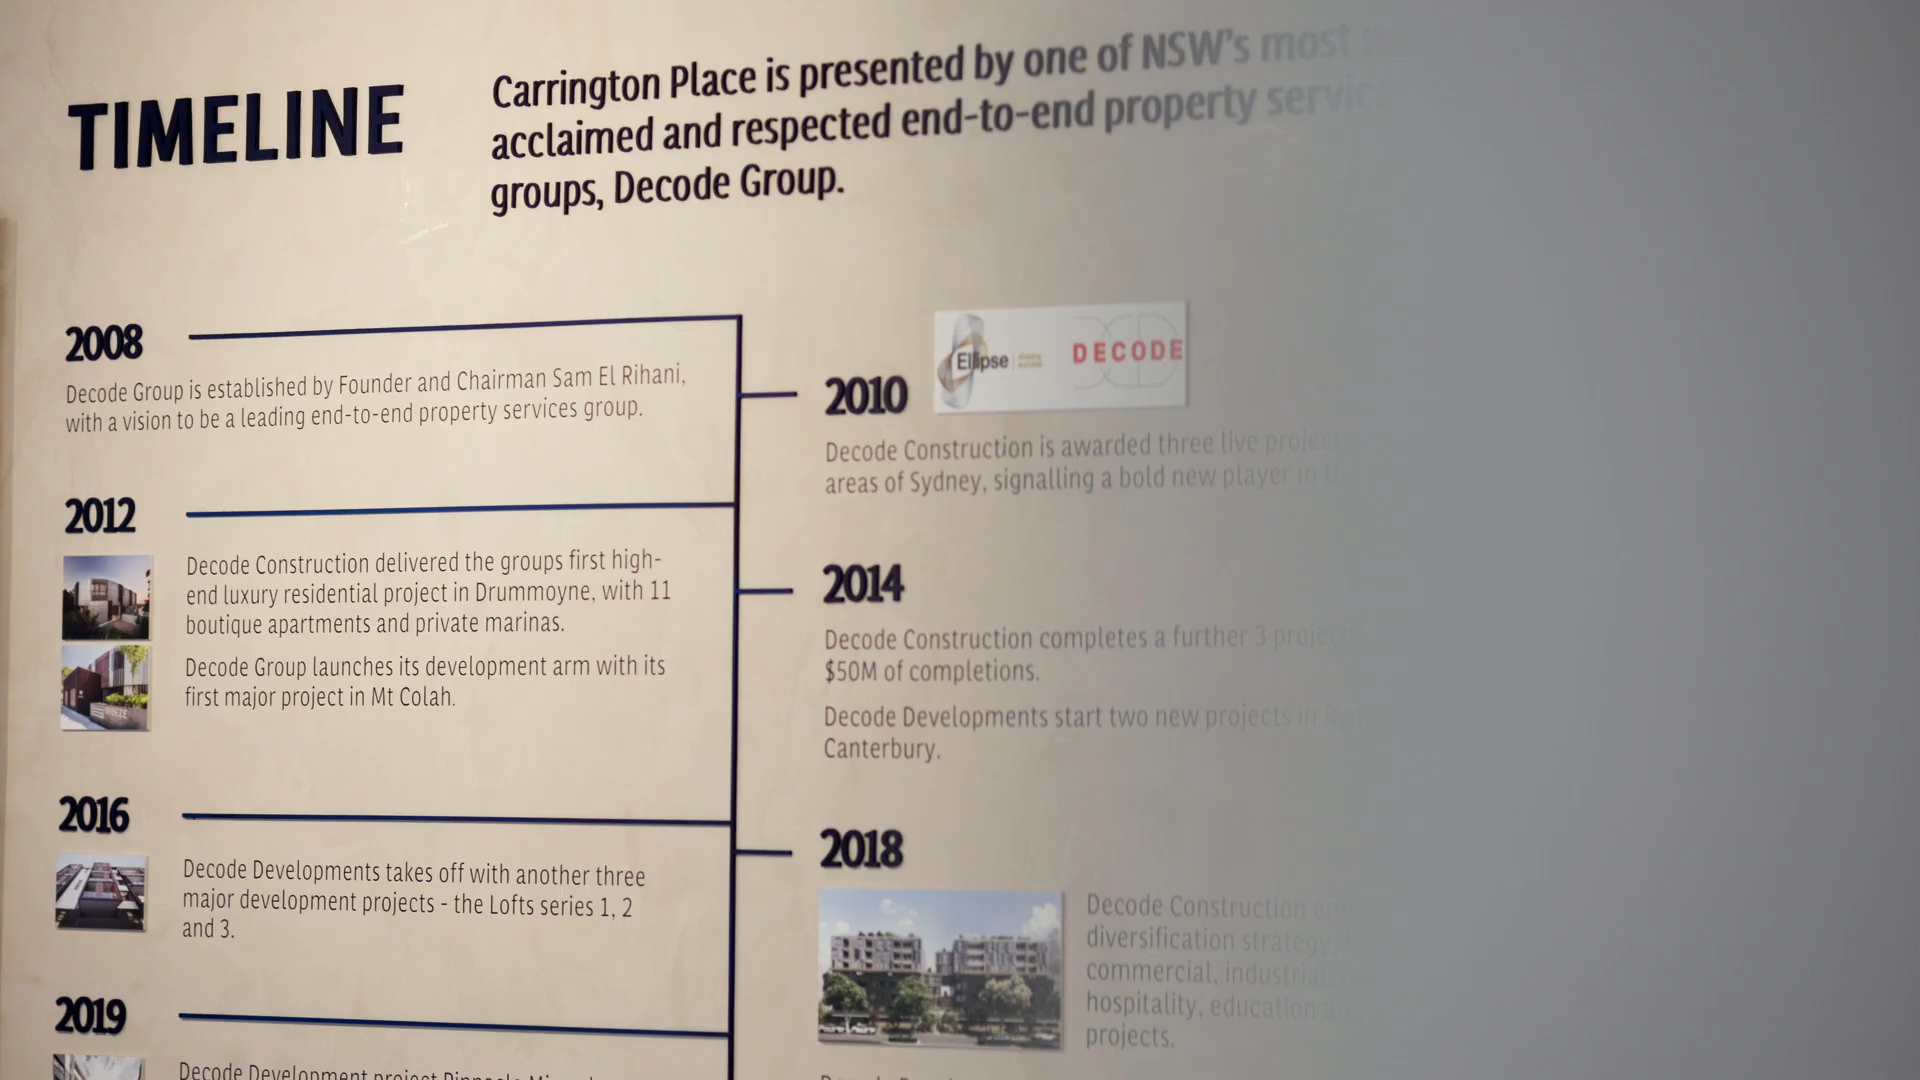 TIMELINE
Carrington Place is presented by one of NSW's most
acclaimed and respected end-to-end property
groups, Decode Group.
2008
Decode Group is established by Founder and Chairman Sam El Rihani,
with a vision to be a leading end-to-end property services group.
2010
Ellipse
DECODE
Decode Construction is awarded three live projects
areas of Sydney, signalling a bold new player in the
2012
Decode Construction delivered the groups first high-
end luxury residential project in Drummoyne, with 11
boutique apartments and private marinas.
Decode Group launches its development arm with its
first major project in Mt Colah.
2014
Decode Construction completes a further 3
$50M of completions.
Decode Developments start two new projects in
Canterbury.
2016
Decode Developments takes off with another three
major development projects - the Lofts series 1, 2
and 3.
2018
Decode Construction
diversification strategy,
commercial, industrial,
hospitality, education
projects.
2019
Decode Development project Pinnacle